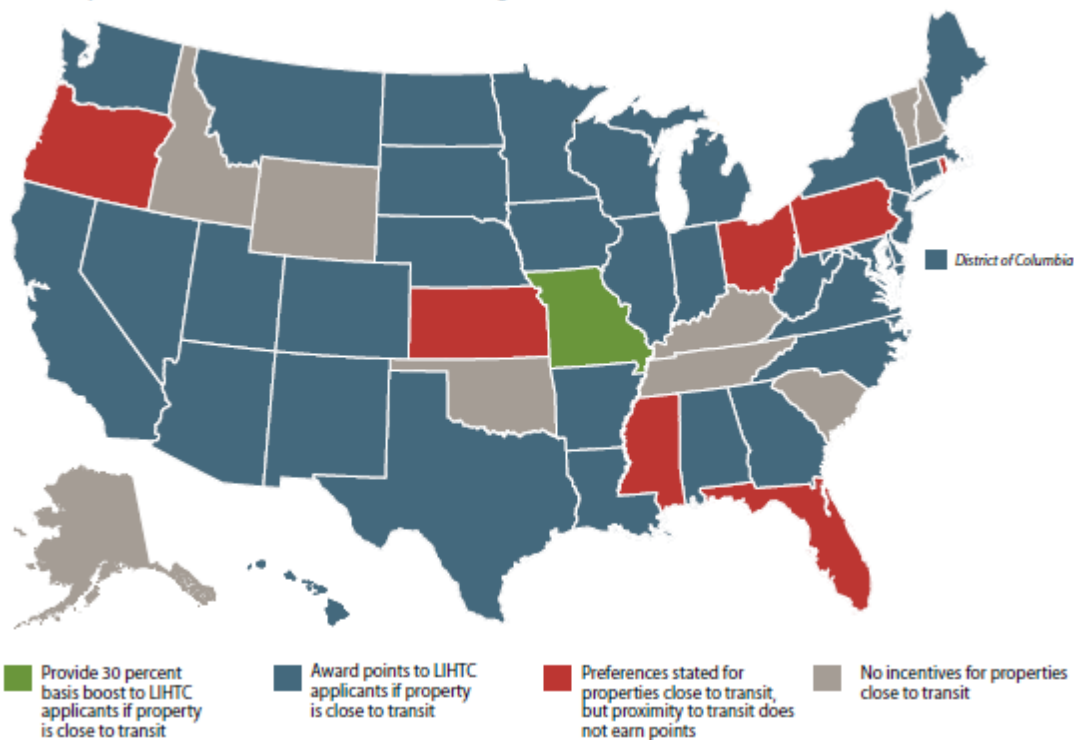 District of Columbia
Provide 30 percent
basis boost to LIHTC
applicants if property
is close to transit
Award points to LIHTC
applicants if property
is close to transit
Preferences stated for
properties close to transit,
but proximity to transit does
not earn points
No incentives for properties
close to transit